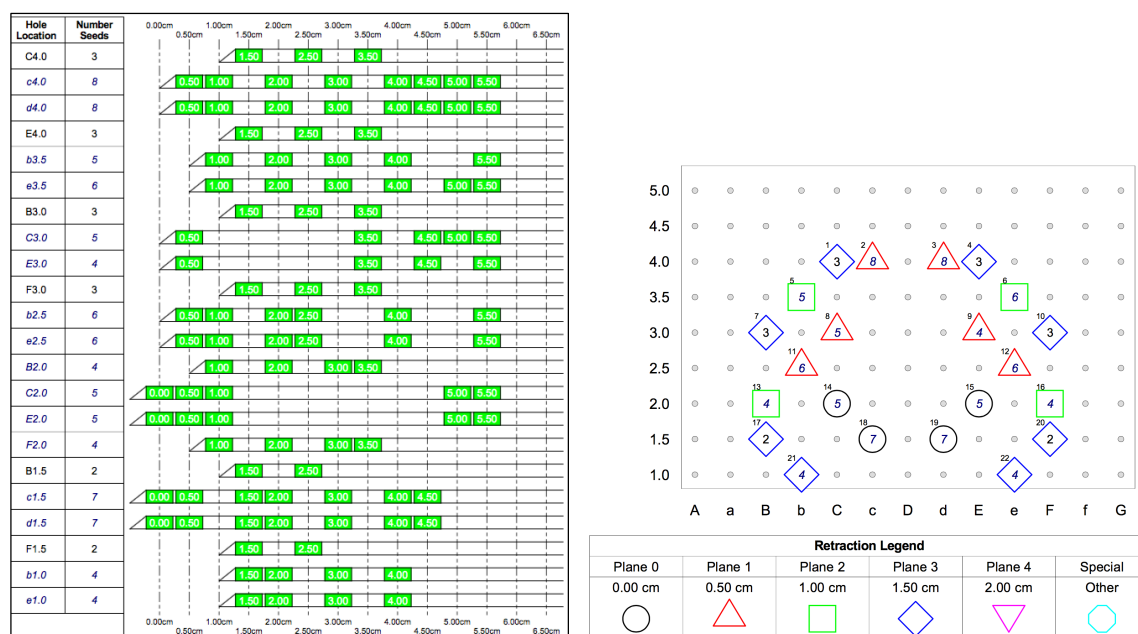 Hole Location Number Seeds
0.00cm 1.00cm 2.00cm 3.00cm 4.00cm 5.00cm 6.00cm
0.50cm 1.50cm 2.50cm 3.50cm 4.50cm 5.50cm 6.50cm
C4.0 3 1.50 2.50 3.50
c4.0 8 0.50 1.00 2.00 3.00 4.00 4.50 5.00 5.50
d4.0 8 0.50 1.00 2.00 3.00 4.00 4.50 5.00 5.50
E4.0 3 1.50 2.50 3.50
b3.5 5 1.00 2.00 3.00 4.00 5.50
e3.5 6 1.00 2.00 3.00 4.00 5.00 5.50
B3.0 3 1.50 2.50 3.50
C3.0 5 0.50 3.50 4.50 5.00 5.50
E3.0 4 0.50 3.50 4.50 5.50
F3.0 3 1.50 2.50 3.50
b2.5 6 0.50 1.00 2.00 2.50 4.00 5.50
e2.5 6 0.50 1.00 2.00 2.50 4.00 5.50
B2.0 4 1.00 2.00 3.00 3.50
C2.0 5 0.00 0.50 1.00 5.00 5.50
E2.0 5 0.00 0.50 1.00 5.00 5.50
F2.0 4 1.00 2.00 3.00 3.50
B1.5 2 1.50 2.50
c1.5 7 0.00 0.50 1.50 2.00 3.00 4.00 4.50
d1.5 7 0.00 0.50 1.50 2.00 3.00 4.00 4.50
F1.5 2 1.50 2.50
b1.0 4 1.50 2.00 3.00 4.00
e1.0 4 1.50 2.00 3.00 4.00
0.00cm 1.00cm 2.00cm 3.00cm 4.00cm 5.00cm 6.00cm
0.50cm 1.50cm 2.50cm 3.50cm 4.50cm 5.50cm 6.50cm
5.0
4.5
4.0 1 3 2 8 3 8 4 3
3.5 5 5 6 6
3.0 7 3 8 5 9 4 10 3
2.5 11 6 12 6
2.0 13 4 14 5 15 5 16 4
1.5 17 2 18 7 19 7 20 2
1.0 21 4 22 4
A a B b C c D d E e F f G
Retraction Legend
Plane 0 Plane 1 Plane 2 Plane 3 Plane 4 Special
0.00 cm 0.50 cm 1.00 cm 1.50 cm 2.00 cm Other